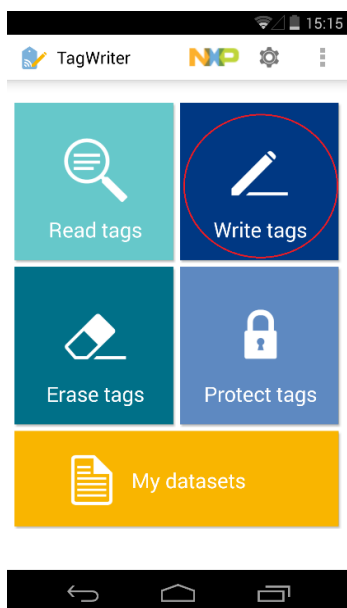 15:15
TagWriter NXP
Read tags Write tags
Erase tags Protect tags
My datasets